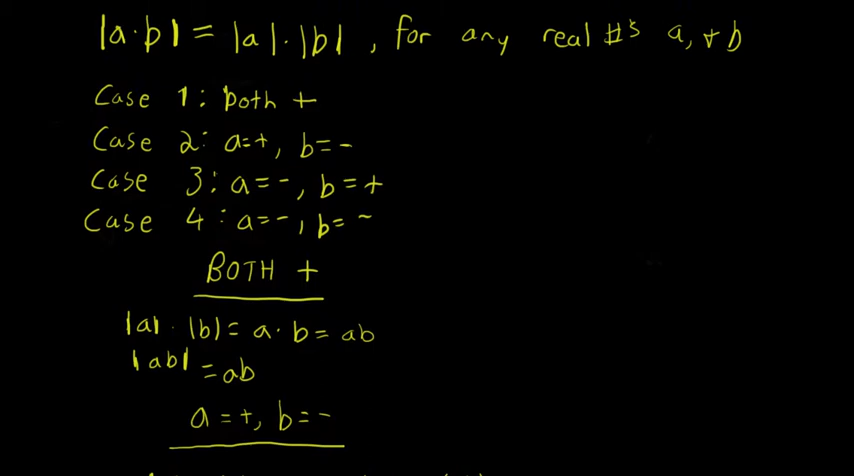 |a·b| = |a|·|b|, for any real #'s a, + b
Case 1: both +
Case 2: a=+, b=-
Case 3: a=-, b=+
Case 4: a=-, b=-
BOTH +
|a|·|b| = a·b = ab
|ab| = ab
a=+, b=-